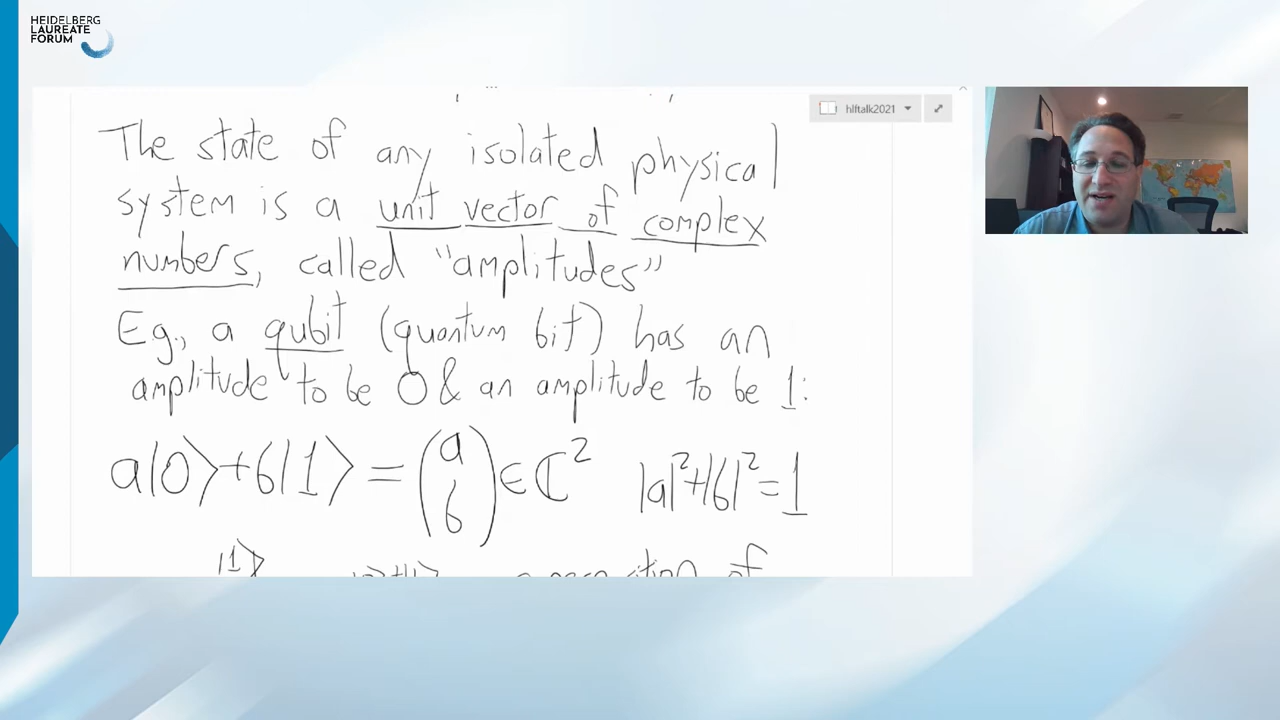 HEIDELBERG
LAUREATE
FORUM
hlftalk2021
The state of any isolated physical
system is a unit vector of complex
numbers, called "amplitudes"
Eg., a qubit (quantum bit) has an
amplitude to be 0 & an amplitude to be 1:
a|0⟩+b|1⟩ = (a b) ∈ ℂ² |a|²+|b|²=1
|1⟩ of